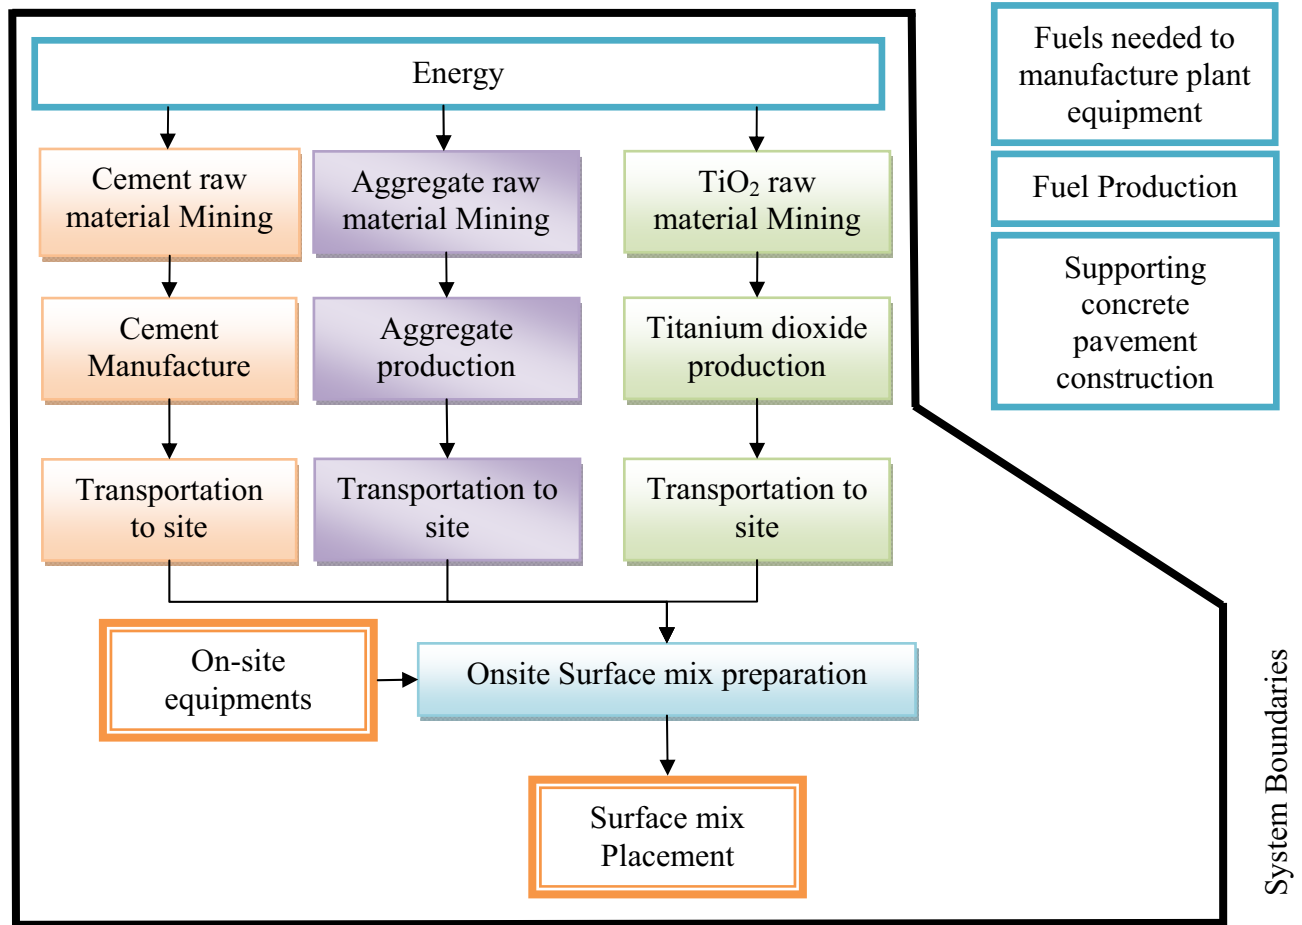 Energy
Fuels needed to
manufacture plant
equipment
Fuel Production
Supporting
concrete
pavement
construction
Cement raw
material Mining
Aggregate raw
material Mining
TiO₂ raw
material Mining
Cement
Manufacture
Aggregate
production
Titanium dioxide
production
Transportation
to site
Transportation to
site
Transportation to
site
On-site
equipments
Onsite Surface mix preparation
Surface mix
Placement
System Boundaries